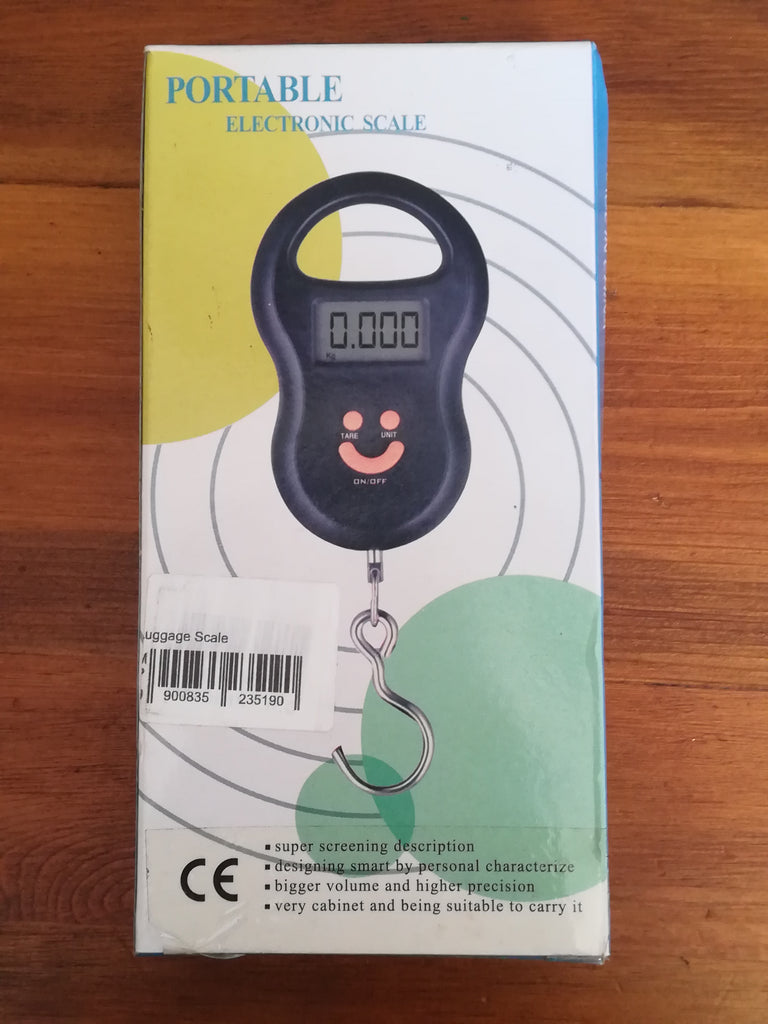 PORTABLE
ELECTRONIC SCALE
0.000
Kg
TARE UNIT
ON/OFF
uggage Scale
900835 235190
CE
▪ super screening description
▪ designing smart by personal characterize
▪ bigger volume and higher precision
▪ very cabinet and being suitable to carry it